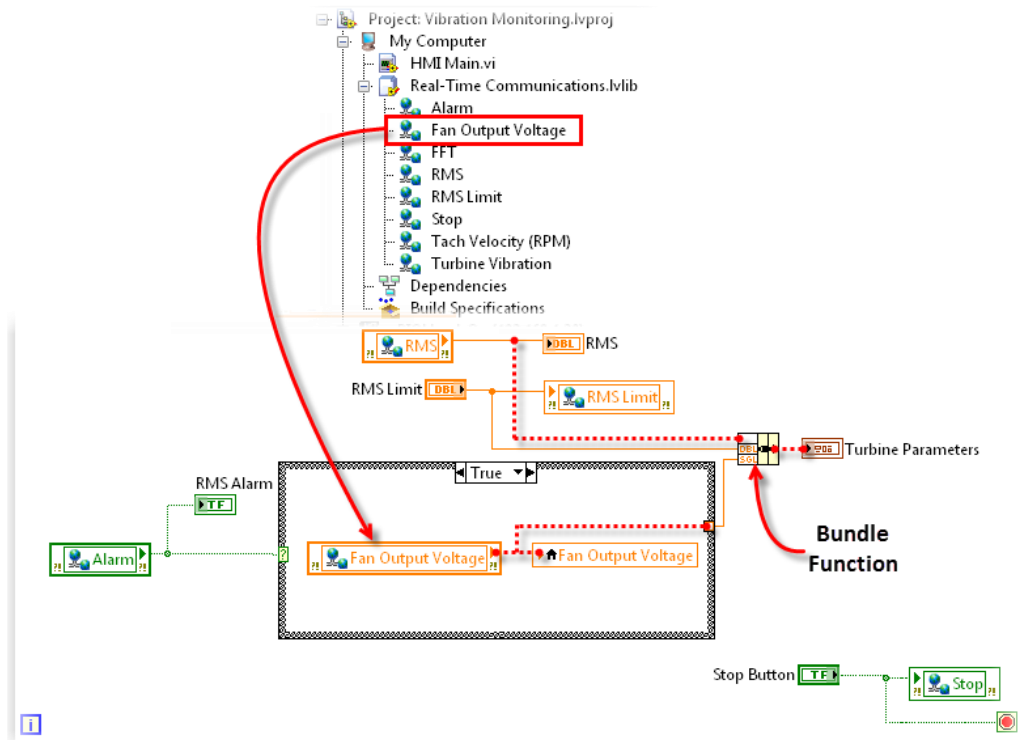 Project: Vibration Monitoring.lvproj
My Computer
HMI Main.vi
Real-Time Communications.lvlib
Alarm
Fan Output Voltage
FFT
RMS
RMS Limit
Stop
Tach Velocity (RPM)
Turbine Vibration
Dependencies
Build Specifications
RMS DBL RMS
RMS Limit DBL RMS Limit
DBL
SGL
Turbine Parameters
True
RMS Alarm
TF
Alarm
?
Fan Output Voltage Fan Output Voltage
Bundle
Function
Stop Button TF Stop
i